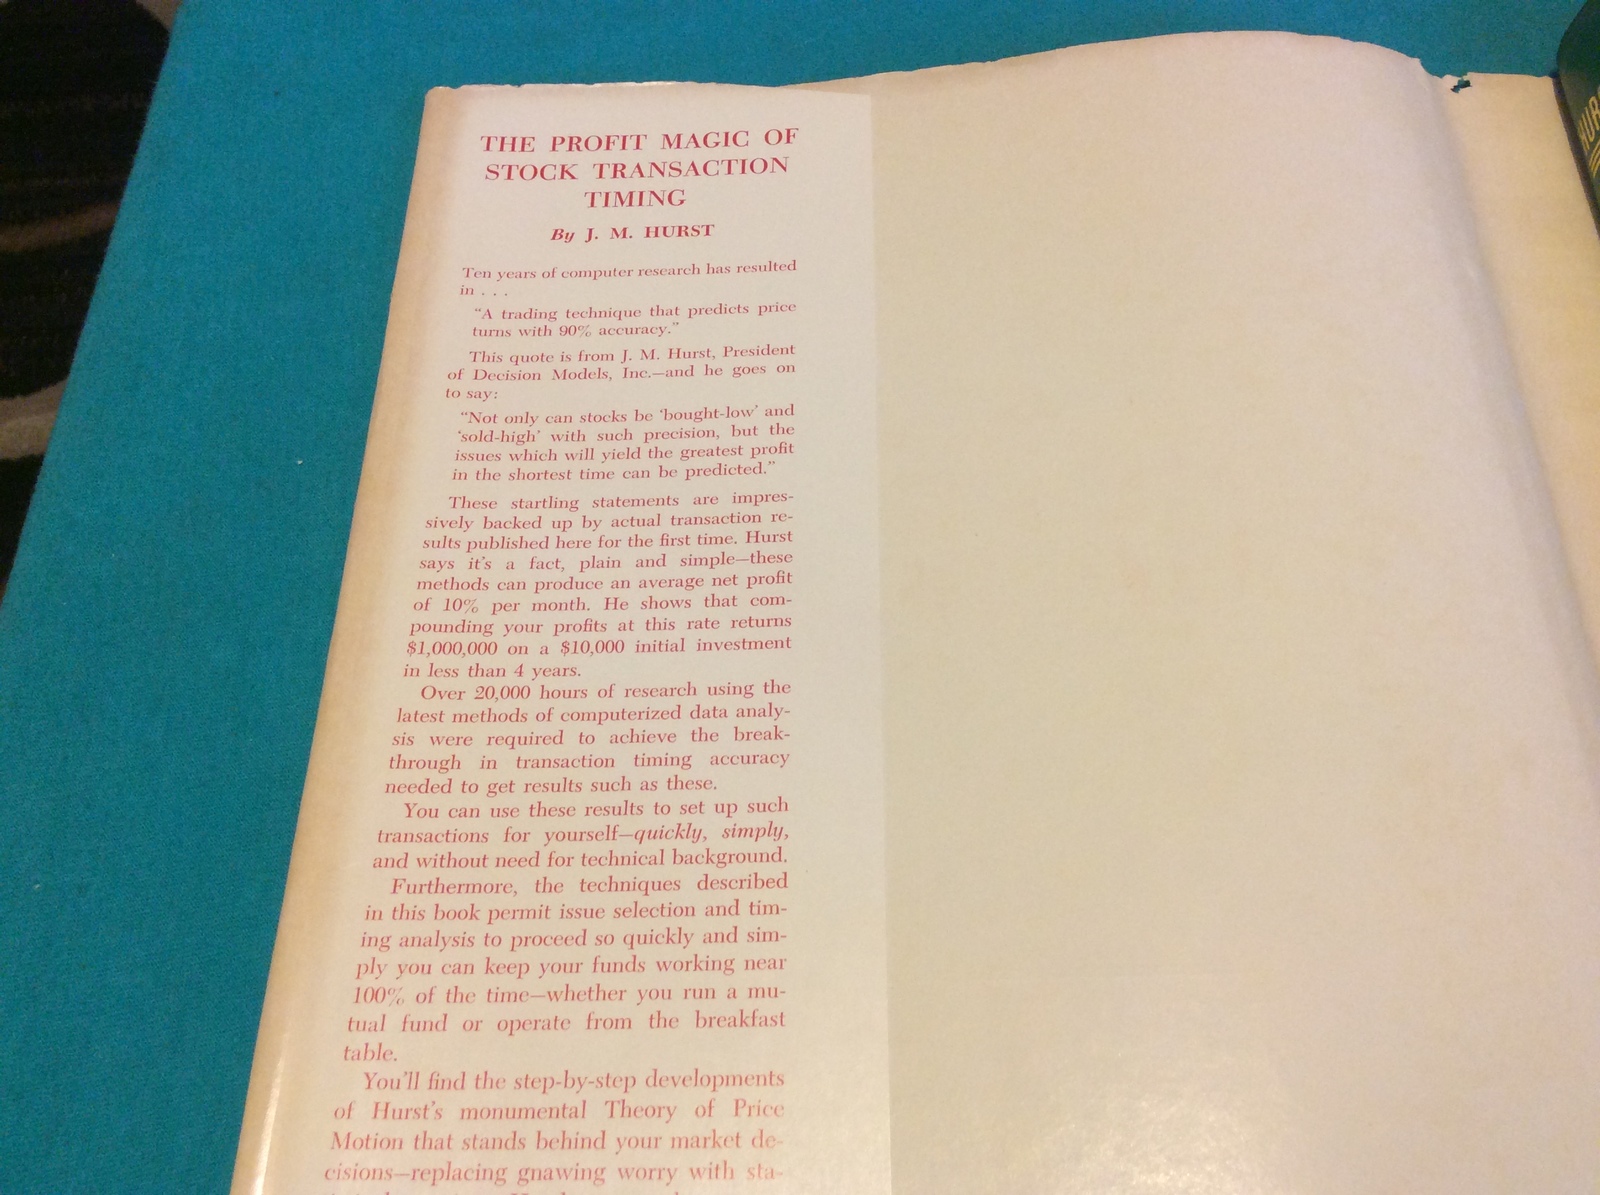 THE PROFIT MAGIC OF
STOCK TRANSACTION
TIMING
By J. M. HURST
Ten years of computer research has resulted
in . . .
“A trading technique that predicts price
turns with 90% accuracy.”
This quote is from J. M. Hurst, President
of Decision Models, Inc.—and he goes on
to say:
“Not only can stocks be ‘bought-low’ and
‘sold-high’ with such precision, but the
issues which will yield the greatest profit
in the shortest time can be predicted.”
These startling statements are impres-
sively backed up by actual transaction re-
sults published here for the first time. Hurst
says it’s a fact, plain and simple—these
methods can produce an average net profit
of 10% per month. He shows that com-
pounding your profits at this rate returns
$1,000,000 on a $10,000 initial investment
in less than 4 years.
Over 20,000 hours of research using the
latest methods of computerized data analy-
sis were required to achieve the break-
through in transaction timing accuracy
needed to get results such as these.
You can use these results to set up such
transactions for yourself—quickly, simply,
and without need for technical background.
Furthermore, the techniques described
in this book permit issue selection and tim-
ing analysis to proceed so quickly and sim-
ply you can keep your funds working near
100% of the time—whether you run a mu-
tual fund or operate from the breakfast
table.
You’ll find the step-by-step developments
of Hurst’s monumental Theory of Price
Motion that stands behind your market de-
cisions—replacing gnawing worry with sta-